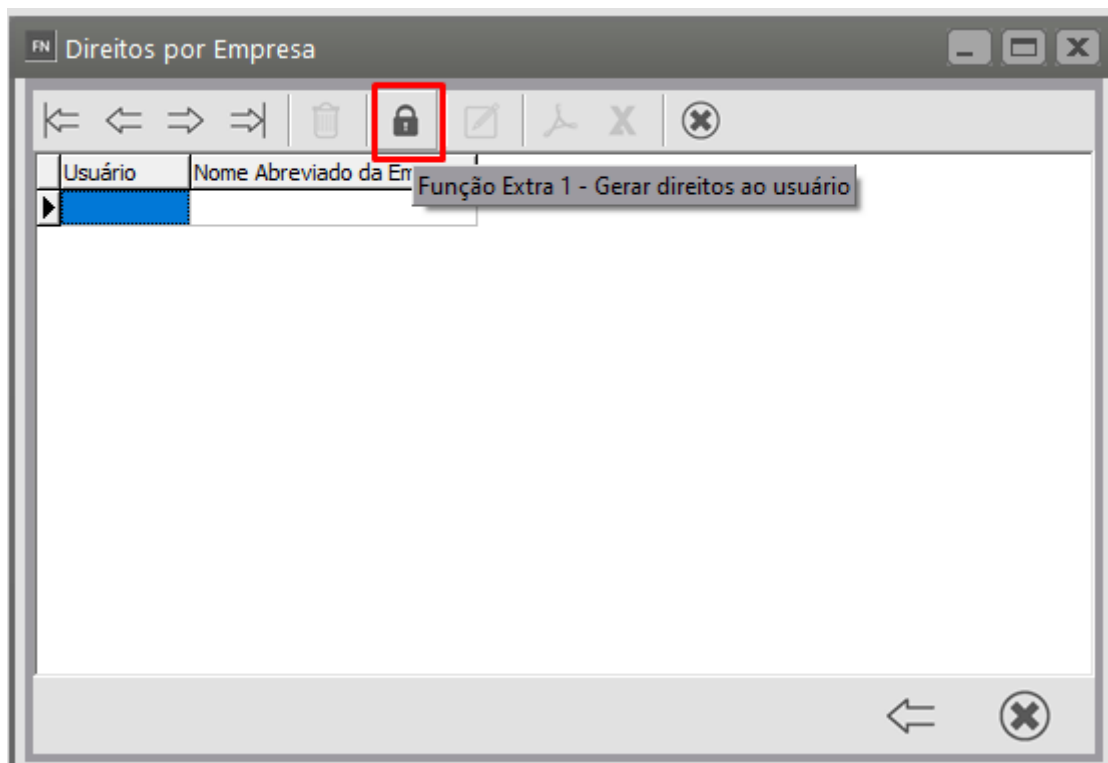 FN Direitos por Empresa
Usuário Nome Abreviado da Em
Função Extra 1 - Gerar direitos ao usuário